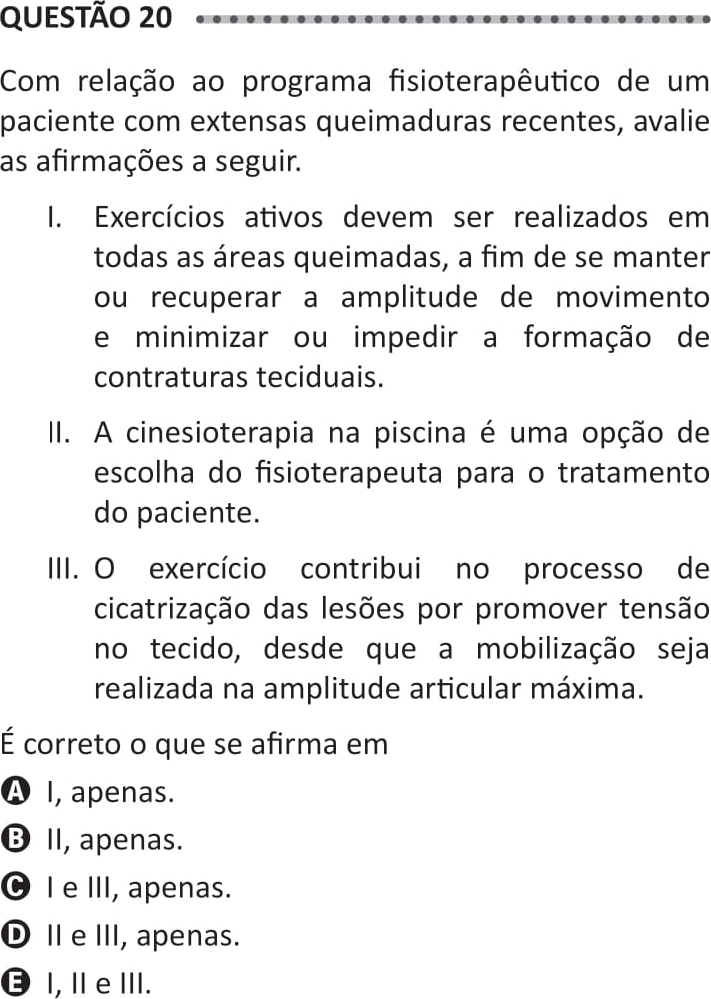 QUESTÃO 20
Com relação ao programa fisioterapêutico de um
paciente com extensas queimaduras recentes, avalie
as afirmações a seguir.
I. Exercícios ativos devem ser realizados em
todas as áreas queimadas, a fim de se manter
ou recuperar a amplitude de movimento
e minimizar ou impedir a formação de
contraturas teciduais.
II. A cinesioterapia na piscina é uma opção de
escolha do fisioterapeuta para o tratamento
do paciente.
III. O exercício contribui no processo de
cicatrização das lesões por promover tensão
no tecido, desde que a mobilização seja
realizada na amplitude articular máxima.
É correto o que se afirma em
A I, apenas.
B II, apenas.
C I e III, apenas.
D II e III, apenas.
E I, II e III.